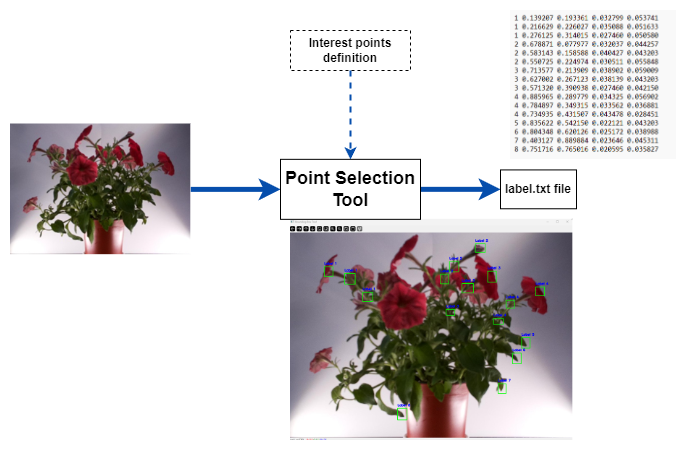 Interest points
definition
1 0.139207 0.193361 0.032799 0.053741
1 0.216629 0.226027 0.035088 0.051633
1 0.276125 0.314015 0.027460 0.050580
2 0.678871 0.077977 0.032037 0.044257
2 0.583143 0.158588 0.040427 0.043203
2 0.550725 0.224974 0.030511 0.055848
3 0.713577 0.213909 0.038902 0.059009
3 0.627002 0.267123 0.038139 0.043203
3 0.571320 0.390938 0.027460 0.042150
4 0.885965 0.289779 0.034325 0.056902
4 0.784897 0.349315 0.033562 0.036881
4 0.734935 0.431507 0.043478 0.028451
5 0.835622 0.542150 0.022121 0.043203
6 0.804348 0.620126 0.025172 0.038988
7 0.403127 0.889884 0.023646 0.045311
8 0.751716 0.765016 0.020595 0.035827
Point Selection
Tool
label.txt file
Label 2
Label 1
Label 3
Label 5
Label 6
Label 7